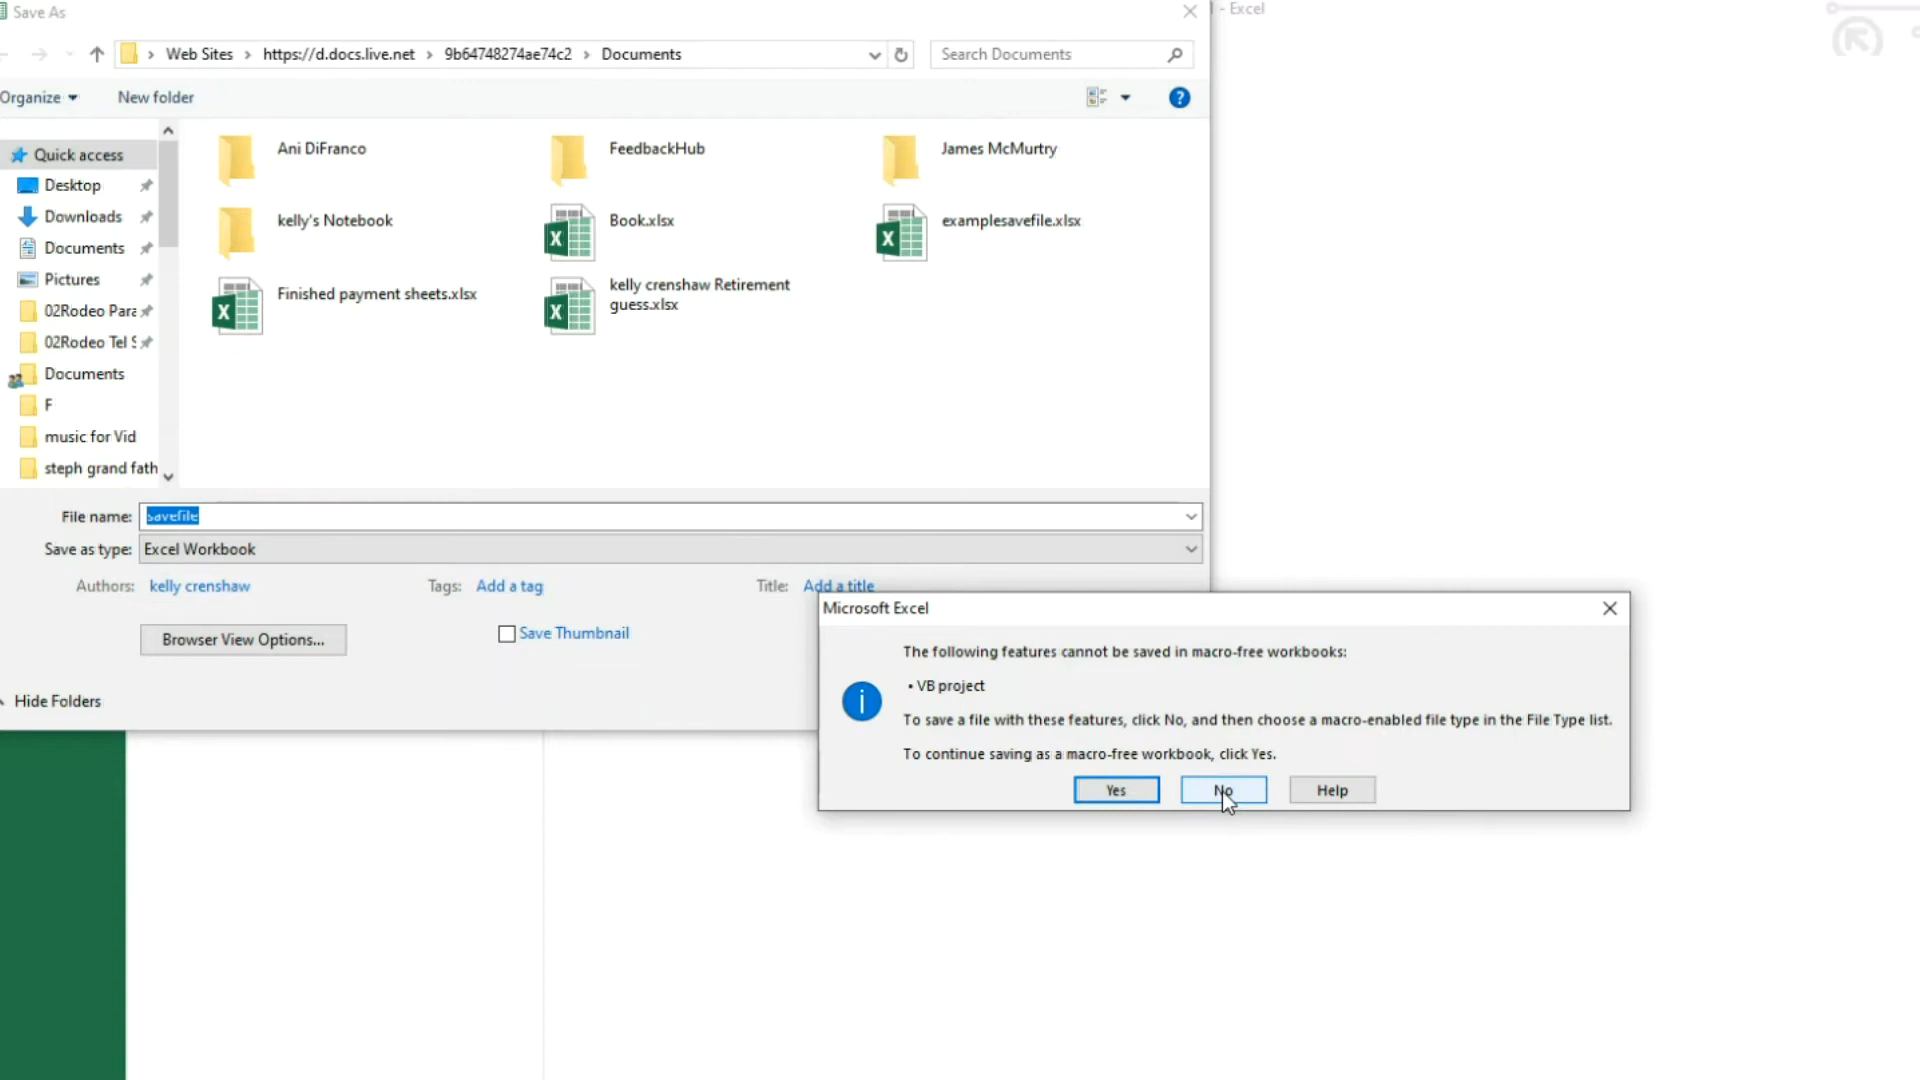 Save As
- Excel
Web Sites
https://d.docs.live.net
9b64748274ae74c2
Documents
Search Documents
Organize
New folder
Quick access
Desktop
Downloads
Documents
Pictures
02Rodeo Para
02Rodeo Tel S
Documents
F
music for Vid
steph grand fath
Ani DiFranco
FeedbackHub
James McMurtry
kelly's Notebook
Book.xlsx
examplesavefile.xlsx
Finished payment sheets.xlsx
kelly crenshaw Retirement
guess.xlsx
File name: savefile
Save as type: Excel Workbook
Authors: kelly crenshaw
Tags: Add a tag
Title: Add a title
Browser View Options...
Save Thumbnail
Hide Folders
Microsoft Excel
The following features cannot be saved in macro-free workbooks:
• VB project
To save a file with these features, click No, and then choose a macro-enabled file type in the File Type list.
To continue saving as a macro-free workbook, click Yes.
Yes
No
Help